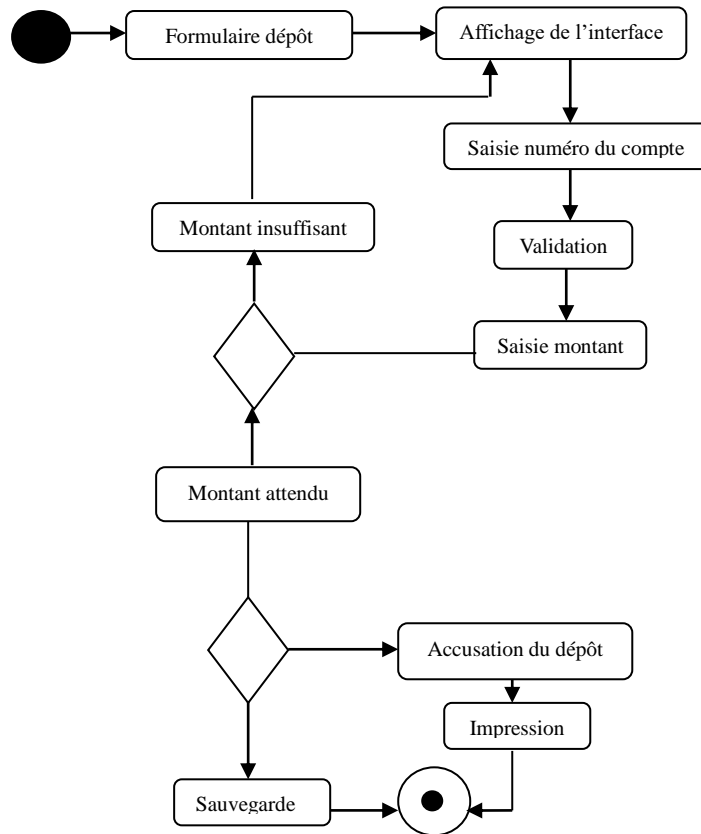 Formulaire dépôt
Affichage de l’interface
Saisie numéro du compte
Montant insuffisant
Validation
Saisie montant
Montant attendu
Accusation du dépôt
Impression
Sauvegarde